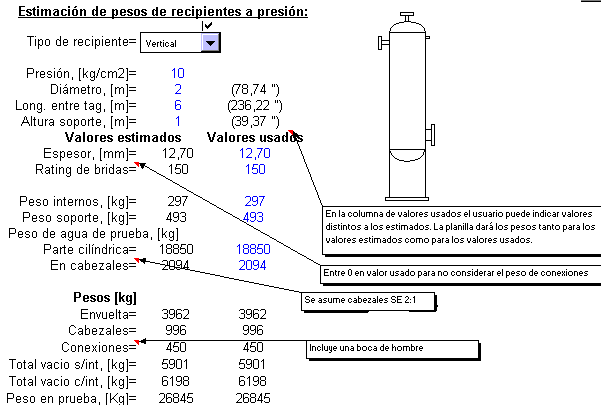 Estimación de pesos de recipientes a presión:
Tipo de recipiente= Vertical
Presión, [kg/cm2]= 10
Diámetro, [m]= 2 (78,74 ")
Long. entre tag, [m]= 6 (236,22 ")
Altura soporte, [m]= 1 (39,37 ")
Valores estimados Valores usados
Espesor, [mm]= 12,70 12,70
Rating de bridas= 150 150
Peso internos, [kg]= 297 297
Peso soporte, [kg]= 493 493
Peso de agua de prueba, [kg]
Parte cilíndrica= 18850 18850
En cabezales= 2094 2094
Pesos [kg]
Envuelta= 3962 3962
Cabezales= 996 996
Conexiones= 450 450
Total vacio s/int, [kg]= 5901 5901
Total vacio c/int, [kg]= 6198 6198
Peso en prueba, [Kg]= 26845 26845
En la columna de valores usados el usuario puede indicar valores
distintos a los estimados. La planilla dará los pesos tanto para los
valores estimados como para los valores usados.
Entre 0 en valor usado para no considerar el peso de conexiones
Se asume cabezales SE 2:1
Incluye una boca de hombre